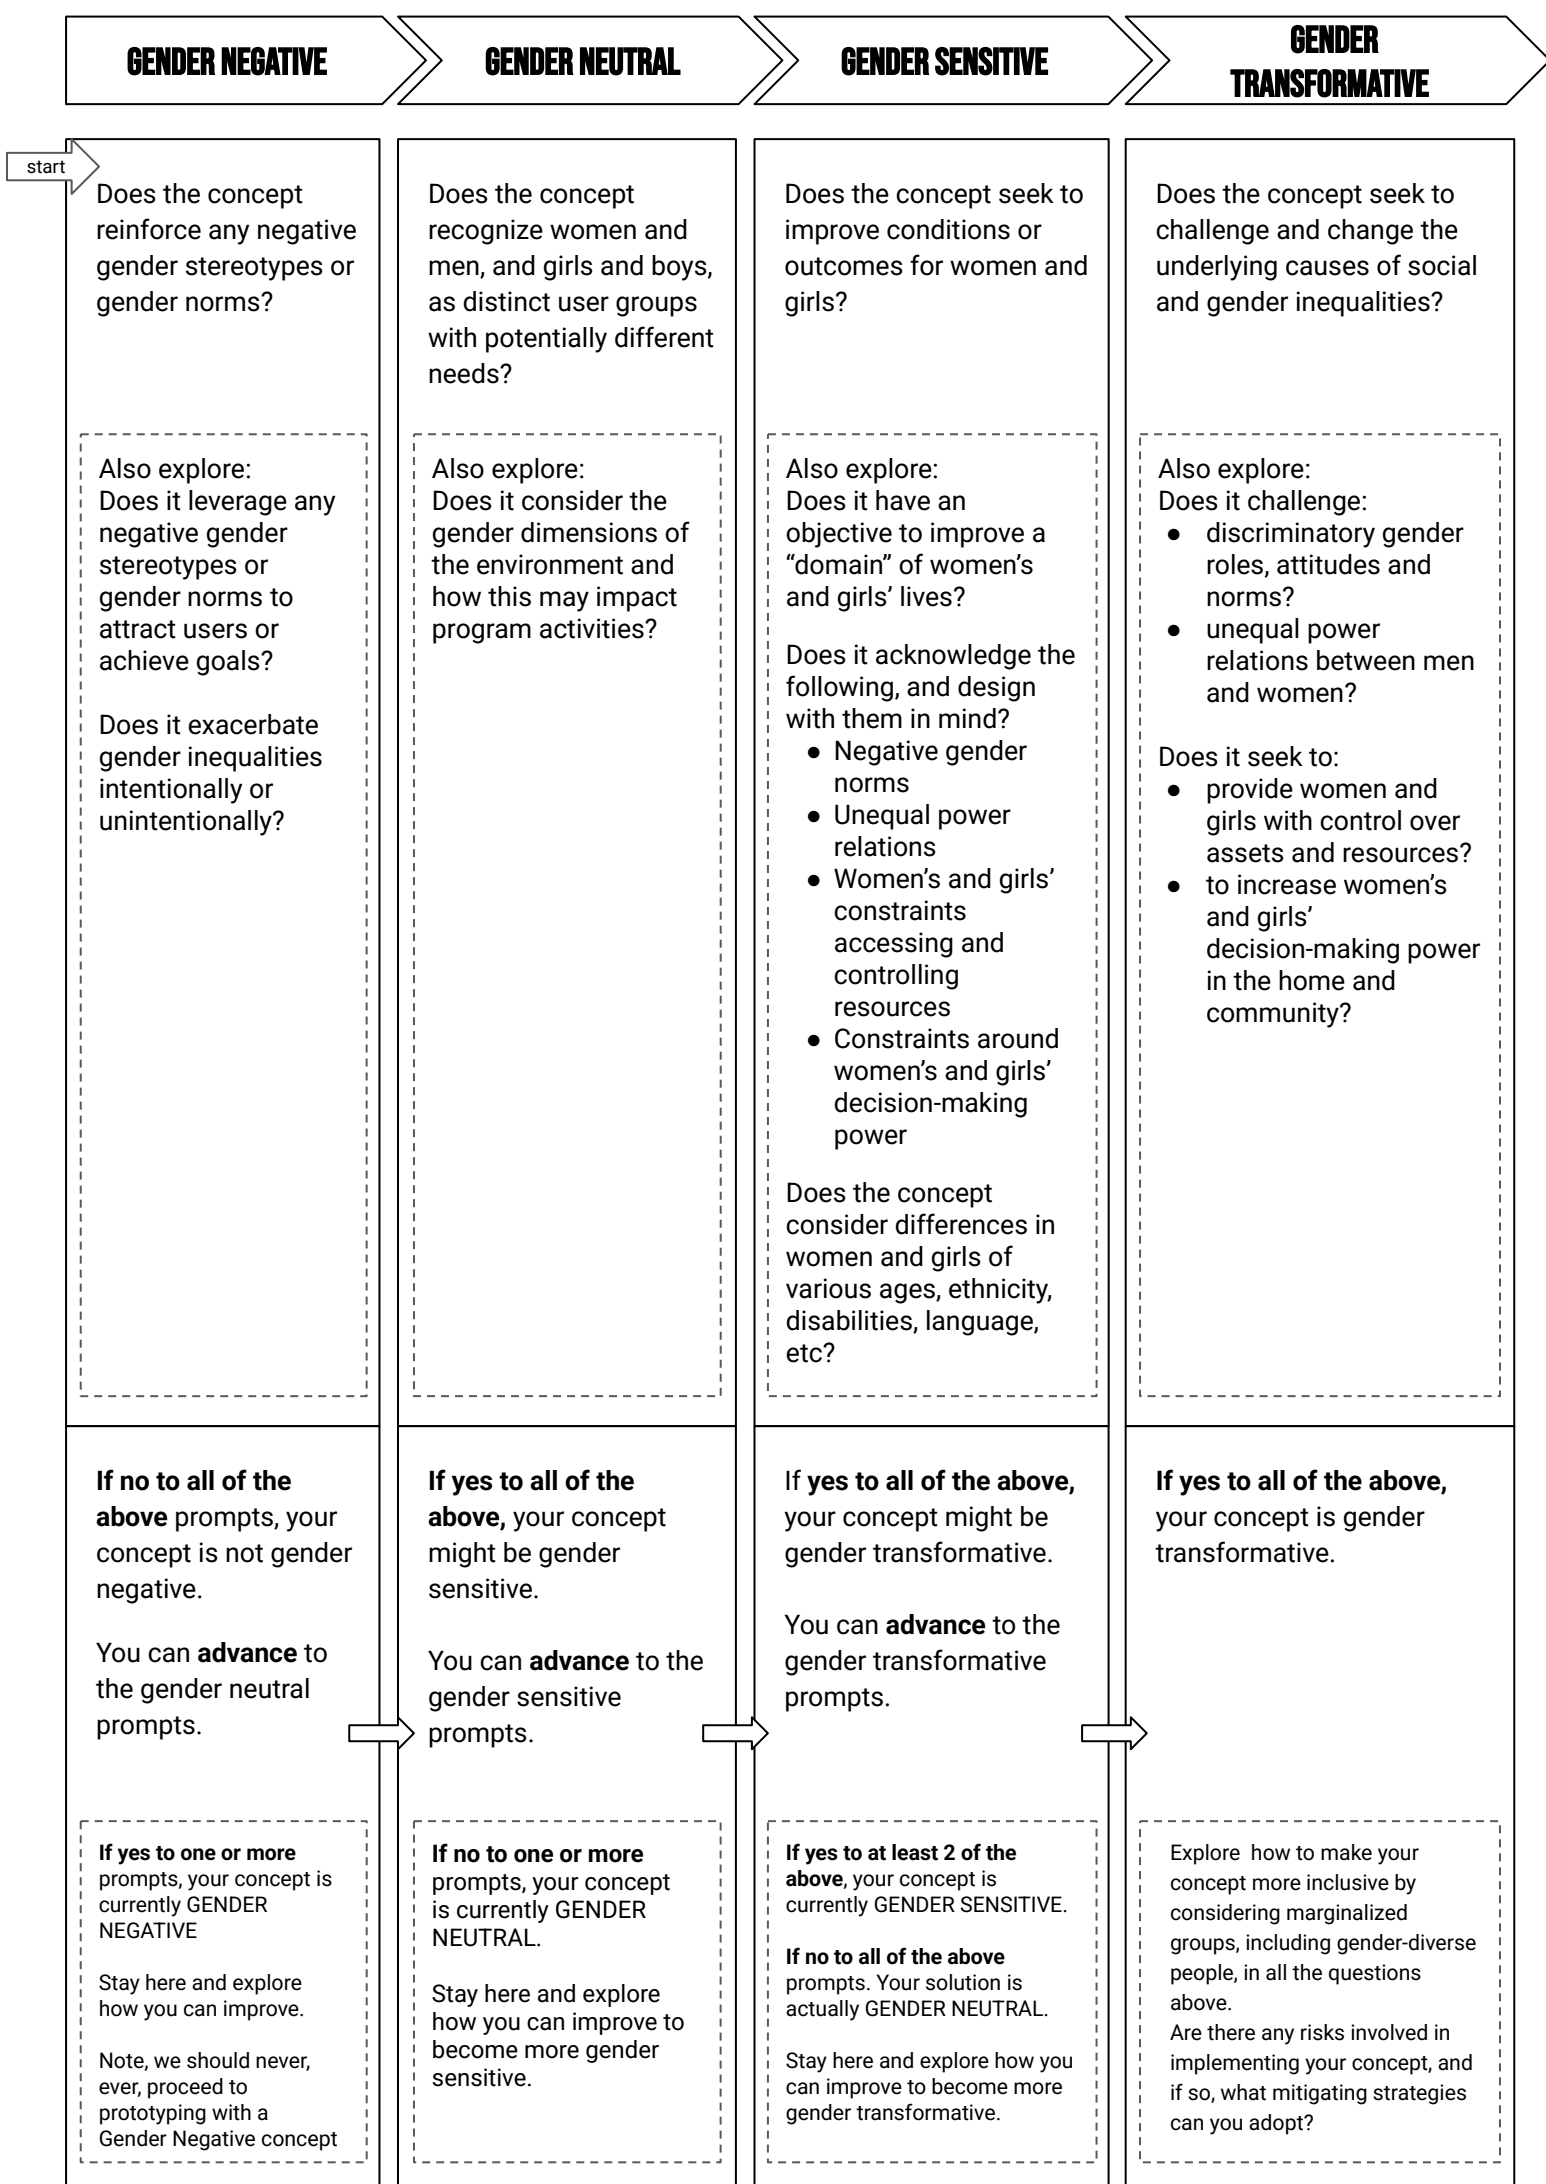 GENDER NEGATIVE
GENDER NEUTRAL
GENDER SENSITIVE
GENDER
TRANSFORMATIVE
start
Does the concept
reinforce any negative
gender stereotypes or
gender norms?
Also explore:
Does it leverage any
negative gender
stereotypes or
gender norms to
attract users or
achieve goals?
Does it exacerbate
gender inequalities
intentionally or
unintentionally?
If no to all of the
above prompts, your
concept is not gender
negative.
You can advance to
the gender neutral
prompts.
If yes to one or more
prompts, your concept is
currently GENDER
NEGATIVE
Stay here and explore
how you can improve.
Note, we should never,
ever, proceed to
prototyping with a
Gender Negative concept
Does the concept
recognize women and
men, and girls and boys,
as distinct user groups
with potentially different
needs?
Also explore:
Does it consider the
gender dimensions of
the environment and
how this may impact
program activities?
If yes to all of the
above, your concept
might be gender
sensitive.
You can advance to the
gender sensitive
prompts.
If no to one or more
prompts, your concept
is currently GENDER
NEUTRAL.
Stay here and explore
how you can improve to
become more gender
sensitive.
Does the concept seek to
improve conditions or
outcomes for women and
girls?
Also explore:
Does it have an
objective to improve a
“domain” of women’s
and girls’ lives?
Does it acknowledge the
following, and design
with them in mind?
● Negative gender
norms
● Unequal power
relations
● Women’s and girls’
constraints
accessing and
controlling
resources
● Constraints around
women’s and girls’
decision-making
power
Does the concept
consider differences in
women and girls of
various ages, ethnicity,
disabilities, language,
etc?
If yes to all of the above,
your concept might be
gender transformative.
You can advance to the
gender transformative
prompts.
If yes to at least 2 of the
above, your concept is
currently GENDER SENSITIVE.
If no to all of the above
prompts. Your solution is
actually GENDER NEUTRAL.
Stay here and explore how you
can improve to become more
gender transformative.
Does the concept seek to
challenge and change the
underlying causes of social
and gender inequalities?
Also explore:
Does it challenge:
● discriminatory gender
roles, attitudes and
norms?
● unequal power
relations between men
and women?
Does it seek to:
● provide women and
girls with control over
assets and resources?
● to increase women’s
and girls’
decision-making power
in the home and
community?
If yes to all of the above,
your concept is gender
transformative.
Explore how to make your
concept more inclusive by
considering marginalized
groups, including gender-diverse
people, in all the questions
above.
Are there any risks involved in
implementing your concept, and
if so, what mitigating strategies
can you adopt?